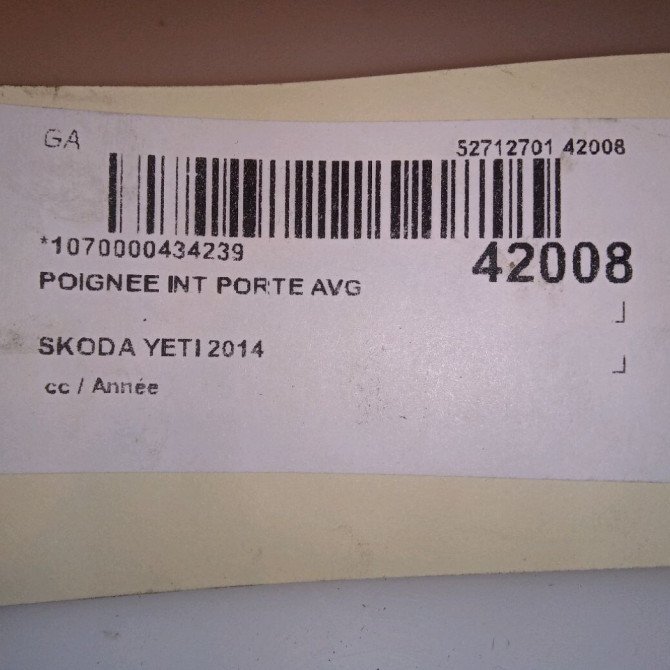 GA
52712701 42008
*1070000434239
42008
POIGNEE INT PORTE AVG
SKODA YETI 2014
cc / Année